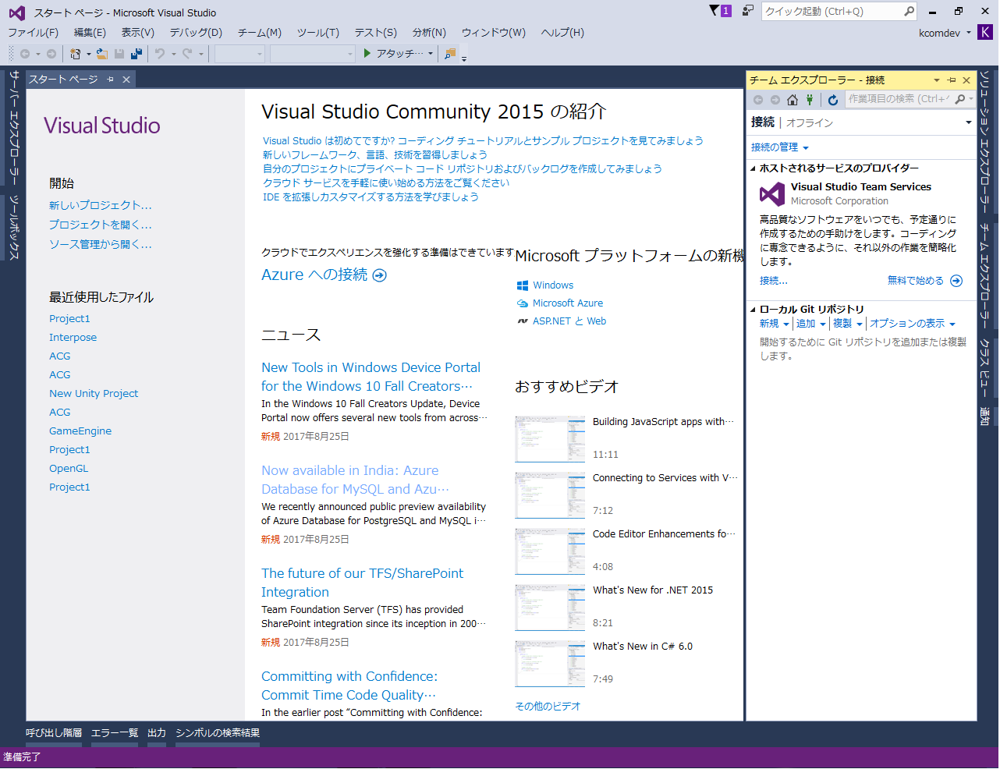 スタート ページ - Microsoft Visual Studio
1
クイック起動 (Ctrl+Q)
ファイル(F) 編集(E) 表示(V) デバッグ(D) チーム(M) ツール(T) テスト(S) 分析(N) ウィンドウ(W) ヘルプ(H)
kcomdev K
アタッチ…
サーバー エクスプローラー
ツールボックス
スタート ページ
Visual Studio
開始
新しいプロジェクト…
プロジェクトを開く…
ソース管理から開く…
最近使用したファイル
Project1
Interpose
ACG
ACG
New Unity Project
ACG
GameEngine
Project1
OpenGL
Project1
Visual Studio Community 2015 の紹介
Visual Studio は初めてですか? コーディング チュートリアルとサンプル プロジェクトを見てみましょう
新しいフレームワーク、言語、技術を習得しましょう
自分のプロジェクトにプライベート コード リポジトリおよびバックログを作成してみましょう
クラウド サービスを手軽に使い始める方法をご覧ください
IDE を拡張しカスタマイズする方法を学びましょう
クラウドでエクスペリエンスを強化する準備はできています
Azure への接続
ニュース
New Tools in Windows Device Portal
for the Windows 10 Fall Creators…
In the Windows 10 Fall Creators Update, Device
Portal now offers several new tools from across…
新規 2017年8月25日
Now available in India: Azure
Database for MySQL and Azu…
We recently announced public preview availability
of Azure Database for PostgreSQL and MySQL i…
新規 2017年8月25日
The future of our TFS/SharePoint
Integration
Team Foundation Server (TFS) has provided
SharePoint integration since its inception in 200…
新規 2017年8月25日
Committing with Confidence:
Commit Time Code Quality…
In the earlier post “Committing with Confidence:
Microsoft プラットフォームの新機
Windows
Microsoft Azure
ASP.NET と Web
おすすめビデオ
Building JavaScript apps with…
11:11
Connecting to Services with V…
7:12
Code Editor Enhancements fo…
4:08
What's New for .NET 2015
8:21
What's New in C# 6.0
7:49
その他のビデオ
チーム エクスプローラー - 接続
作業項目の検索 (Ctrl+
接続 | オフライン
接続の管理
ホストされるサービスのプロバイダー
Visual Studio Team Services
Microsoft Corporation
高品質なソフトウェアをいつでも、予定通りに
作成するための手助けをします。コーディング
に専念できるように、それ以外の作業を簡略化
します。
接続... 無料で始める
ローカル Git リポジトリ
新規 追加 複製 オプションの表示
開始するために Git リポジトリを追加または複製
します。
ソリューション エクスプローラー
チーム エクスプローラー
クラス ビュー
通知
呼び出し階層 エラー一覧 出力 シンボルの検索結果
準備完了